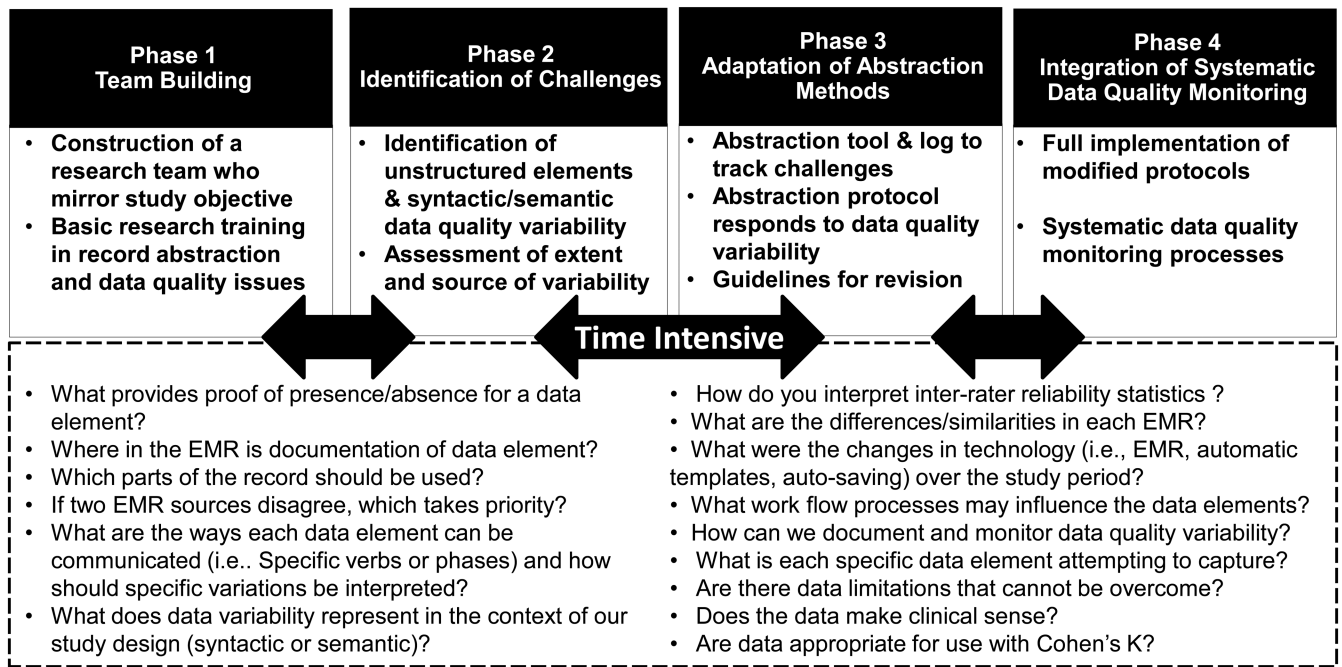 Phase 1
Team Building
• Construction of a
research team who
mirror study objective
• Basic research training
in record abstraction
and data quality issues
Phase 2
Identification of Challenges
• Identification of
unstructured elements
& syntactic/semantic
data quality variability
• Assessment of extent
and source of variability
Phase 3
Adaptation of Abstraction
Methods
• Abstraction tool & log to
track challenges
• Abstraction protocol
responds to data quality
variability
• Guidelines for revision
Phase 4
Integration of Systematic
Data Quality Monitoring
• Full implementation of
modified protocols
• Systematic data quality
monitoring processes
Time Intensive
• What provides proof of presence/absence for a data
element?
• Where in the EMR is documentation of data element?
• Which parts of the record should be used?
• If two EMR sources disagree, which takes priority?
• What are the ways each data element can be
communicated (i.e.. Specific verbs or phases) and how
should specific variations be interpreted?
• What does data variability represent in the context of our
study design (syntactic or semantic)?
• How do you interpret inter-rater reliability statistics ?
• What are the differences/similarities in each EMR?
• What were the changes in technology (i.e., EMR, automatic
templates, auto-saving) over the study period?
• What work flow processes may influence the data elements?
• How can we document and monitor data quality variability?
• What is each specific data element attempting to capture?
• Are there data limitations that cannot be overcome?
• Does the data make clinical sense?
• Are data appropriate for use with Cohen's K?